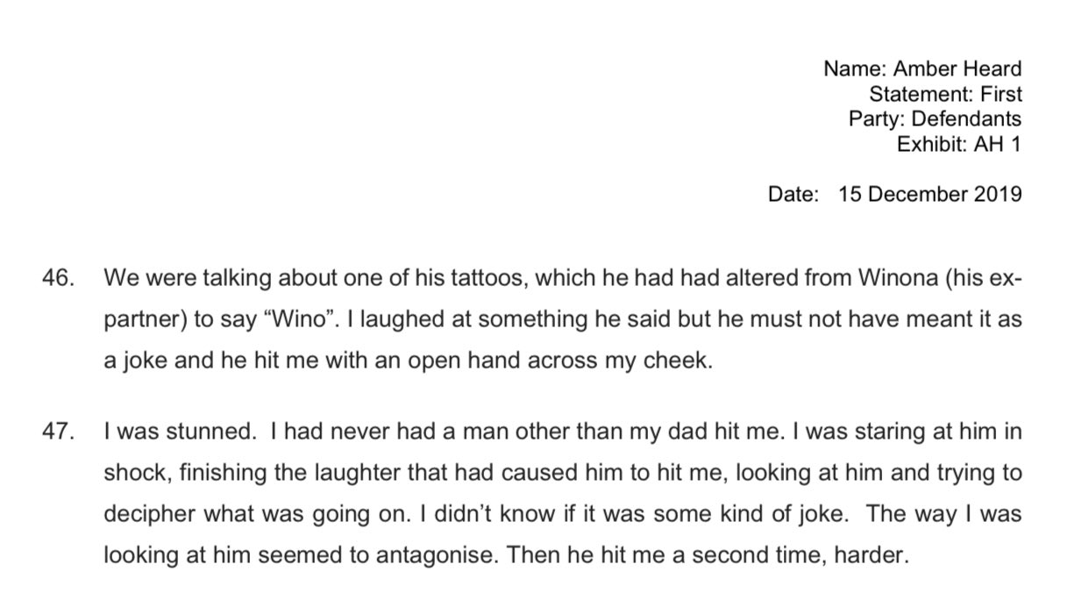 Name: Amber Heard
Statement: First
Party: Defendants
Exhibit: AH 1
Date: 15 December 2019
46. We were talking about one of his tattoos, which he had had altered from Winona (his ex-
partner) to say “Wino”. I laughed at something he said but he must not have meant it as
a joke and he hit me with an open hand across my cheek.
47. I was stunned. I had never had a man other than my dad hit me. I was staring at him in
shock, finishing the laughter that had caused him to hit me, looking at him and trying to
decipher what was going on. I didn’t know if it was some kind of joke. The way I was
looking at him seemed to antagonise. Then he hit me a second time, harder.